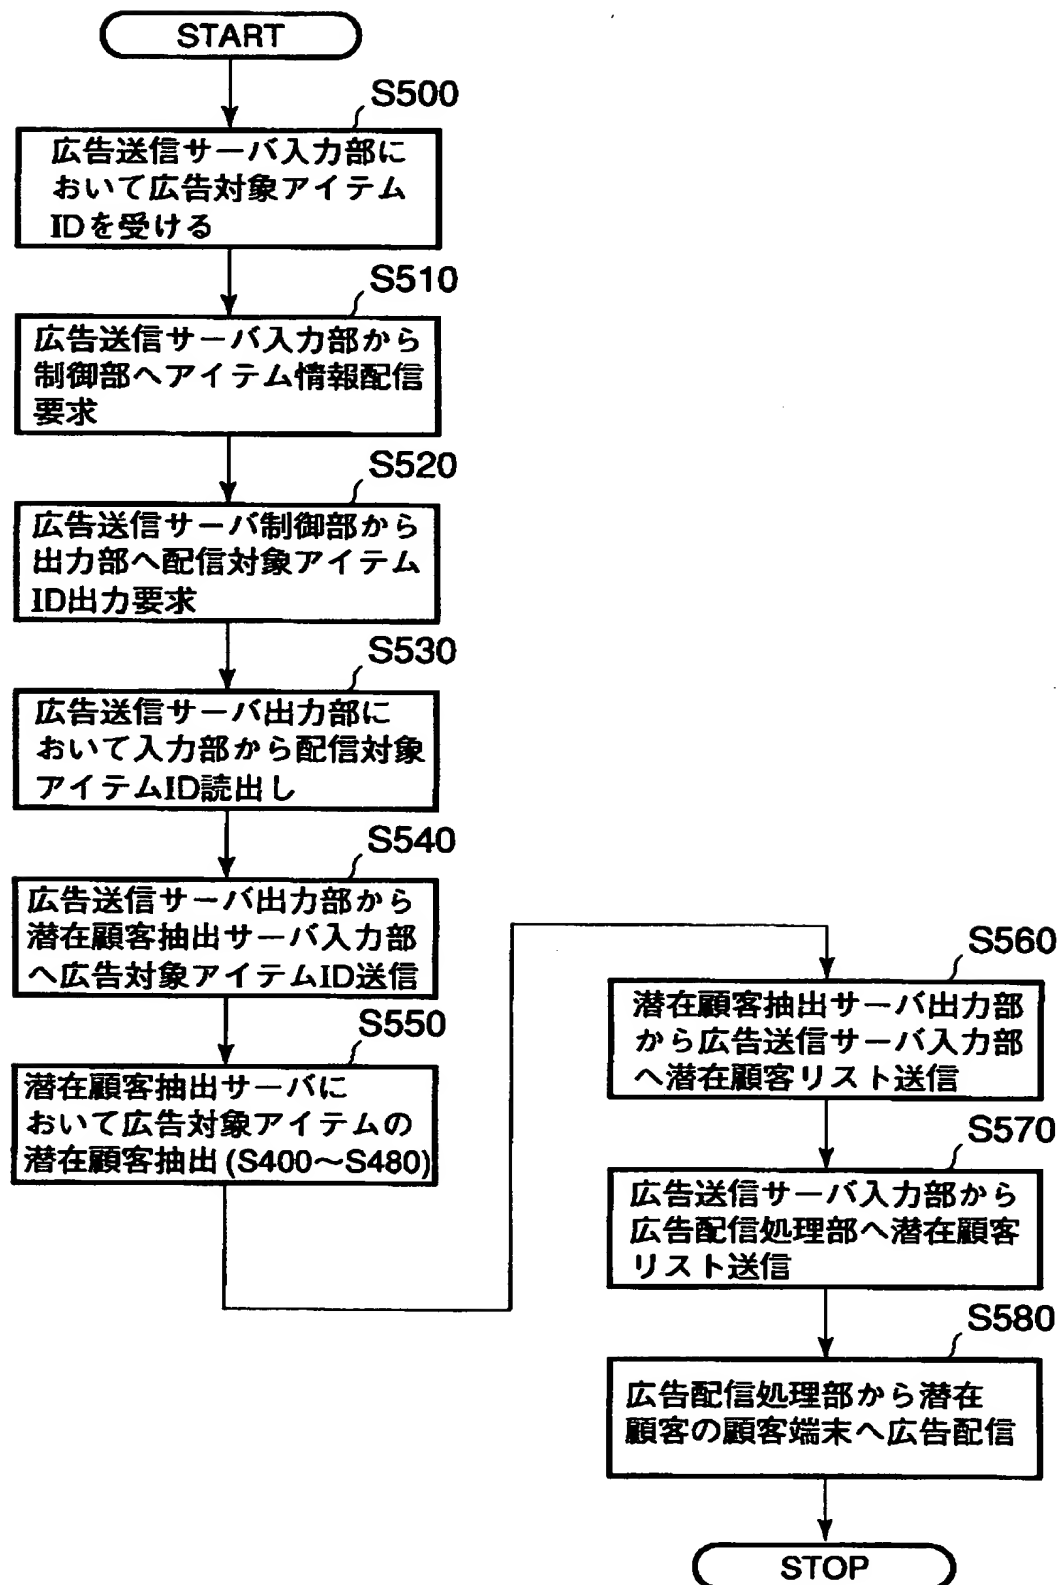 START
S500
広告送信サーバ入力部に
おいて広告対象アイテム
IDを受ける
S510
広告送信サーバ入力部から
制御部へアイテム情報配信
要求
S520
広告送信サーバ制御部から
出力部へ配信対象アイテム
ID出力要求
S530
広告送信サーバ出力部に
おいて入力部から配信対象
アイテムID読出し
S540
広告送信サーバ出力部から
潜在顧客抽出サーバ入力部
へ広告対象アイテムID送信
S550
潜在顧客抽出サーバに
おいて広告対象アイテムの
潜在顧客抽出(S400〜S480)
S560
潜在顧客抽出サーバ出力部
から広告送信サーバ入力部
へ潜在顧客リスト送信
S570
広告送信サーバ入力部から
広告配信処理部へ潜在顧客
リスト送信
S580
広告配信処理部から潜在
顧客の顧客端末へ広告配信
STOP